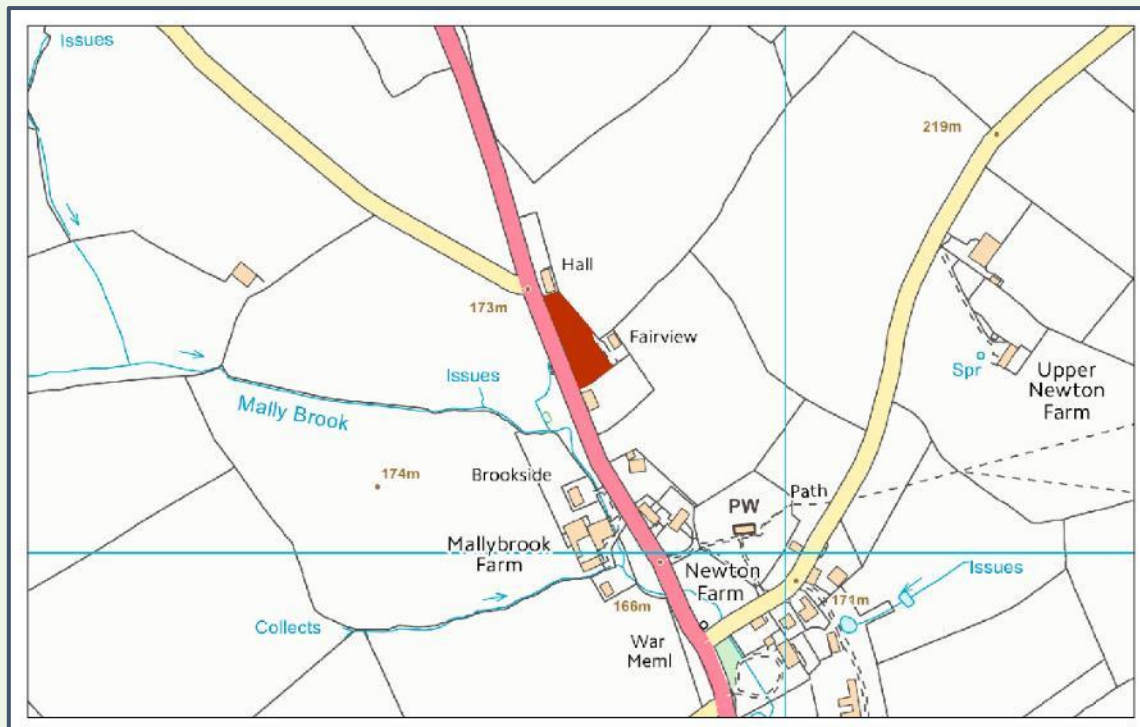 Issues
219m
Hall
173m
Fairview
Spr
Upper
Newton
Farm
Issues
Mally Brook
174m
Brookside
PW
Path
Mallybrook
Farm
Newton
Farm
Issues
166m
171m
Collects
War
Meml